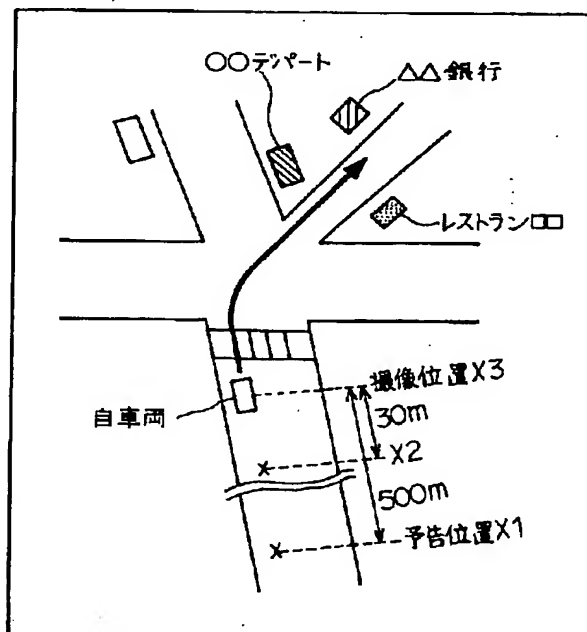 ○○デパート
△△銀行
レストラン□□
撮像位置X3
自車両
30m
X2
500m
予告位置X1